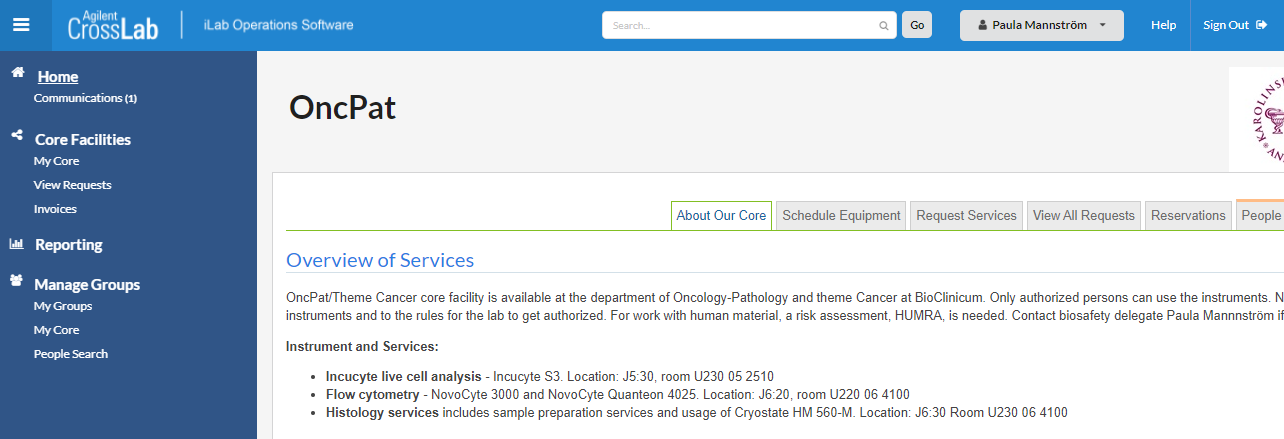 Agilent
CrossLab
iLab Operations Software
Search...
Go
Paula Mannström
Help
Sign Out
Home
Communications (1)
Core Facilities
My Core
View Requests
Invoices
Reporting
Manage Groups
My Groups
My Core
People Search
OncPat
KAROLINSK
ANN
About Our Core
Schedule Equipment
Request Services
View All Requests
Reservations
People
Overview of Services
OncPat/Theme Cancer core facility is available at the department of Oncology-Pathology and theme Cancer at BioClinicum. Only authorized persons can use the instruments. N
instruments and to the rules for the lab to get authorized. For work with human material, a risk assessment, HUMRA, is needed. Contact biosafety delegate Paula Mannnström if
Instrument and Services:
Incucyte live cell analysis - Incucyte S3. Location: J5:30, room U230 05 2510
Flow cytometry - NovoCyte 3000 and NovoCyte Quanteon 4025. Location: J6:20, room U220 06 4100
Histology services includes sample preparation services and usage of Cryostate HM 560-M. Location: J6:30 Room U230 06 4100